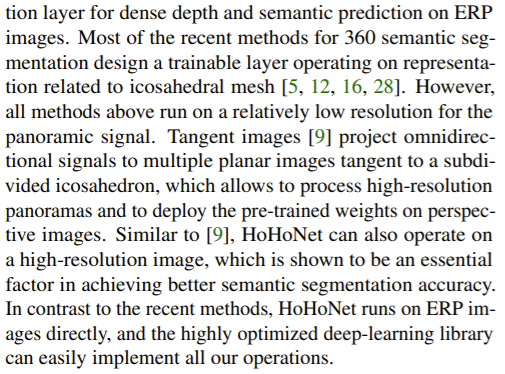 tion layer for dense depth and semantic prediction on ERP
images. Most of the recent methods for 360 semantic seg-
mentation design a trainable layer operating on representa-
tion related to icosahedral mesh [5, 12, 16, 28]. However,
all methods above run on a relatively low resolution for the
panoramic signal. Tangent images [9] project omnidirec-
tional signals to multiple planar images tangent to a subdi-
vided icosahedron, which allows to process high-resolution
panoramas and to deploy the pre-trained weights on perspec-
tive images. Similar to [9], HoHoNet can also operate on
a high-resolution image, which is shown to be an essential
factor in achieving better semantic segmentation accuracy.
In contrast to the recent methods, HoHoNet runs on ERP im-
ages directly, and the highly optimized deep-learning library
can easily implement all our operations.